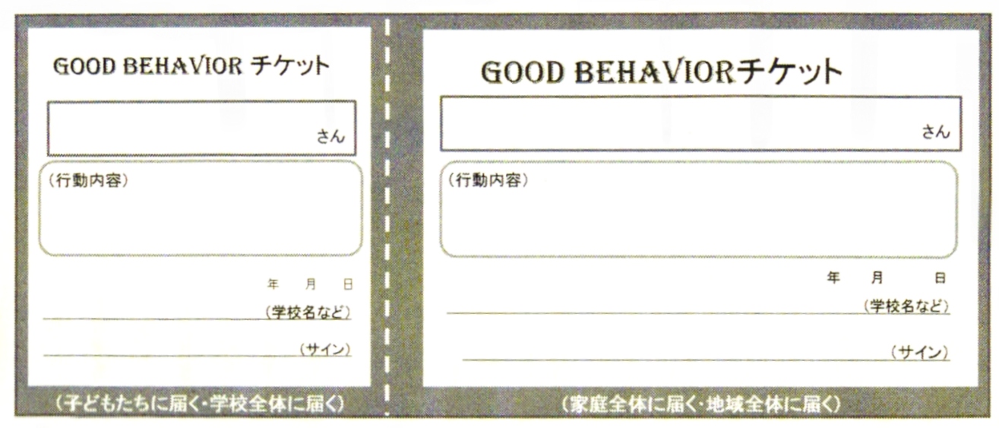 GOOD BEHAVIOR チケット
さん
(行動内容)
年 月 日
(学校名など)
(サイン)
(子どもたちに届く・学校全体に届く)
GOOD BEHAVIORチケット
さん
(行動内容)
年 月 日
(学校名など)
(サイン)
(家庭全体に届く・地域全体に届く)